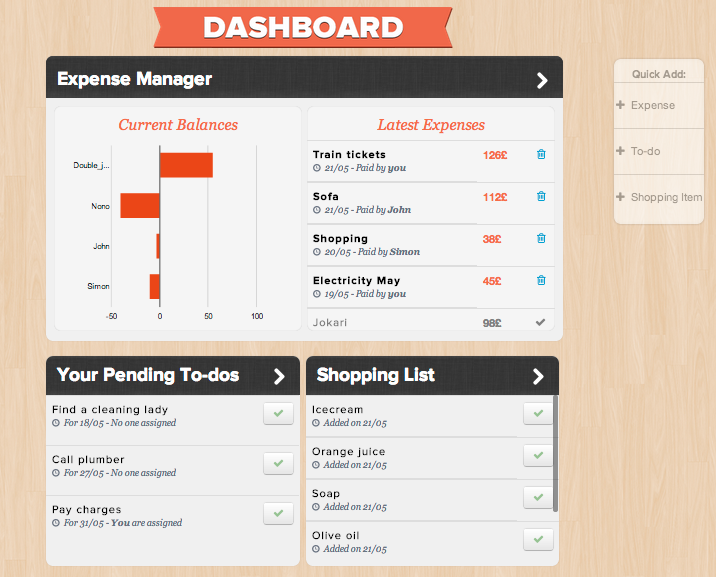 DASHBOARD
Expense Manager
Quick Add:
Expense
To-do
Shopping Item
Current Balances
Double_j...
Nono
John
Simon
-50 0 50 100
Latest Expenses
Train tickets 126£
21/05 - Paid by you
Sofa 112£
21/05 - Paid by John
Shopping 38£
20/05 - Paid by Simon
Electricity May 45£
19/05 - Paid by you
Jokari 98£
Your Pending To-dos
Find a cleaning lady
For 18/05 - No one assigned
Call plumber
For 27/05 - No one assigned
Pay charges
For 31/05 - You are assigned
Shopping List
Icecream
Added on 21/05
Orange juice
Added on 21/05
Soap
Added on 21/05
Olive oil
Added on 21/05